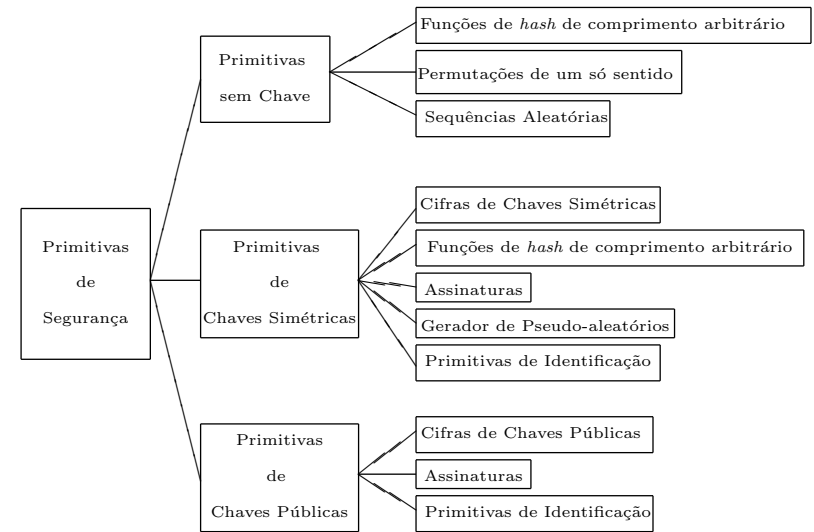 Primitivas
de
Segurança
Primitivas
sem Chave
Funções de hash de comprimento arbitrário
Permutações de um só sentido
Sequências Aleatórias
Primitivas
de
Chaves Simétricas
Cifras de Chaves Simétricas
Funções de hash de comprimento arbitrário
Assinaturas
Gerador de Pseudo-aleatórios
Primitivas de Identificação
Primitivas
de
Chaves Públicas
Cifras de Chaves Públicas
Assinaturas
Primitivas de Identificação